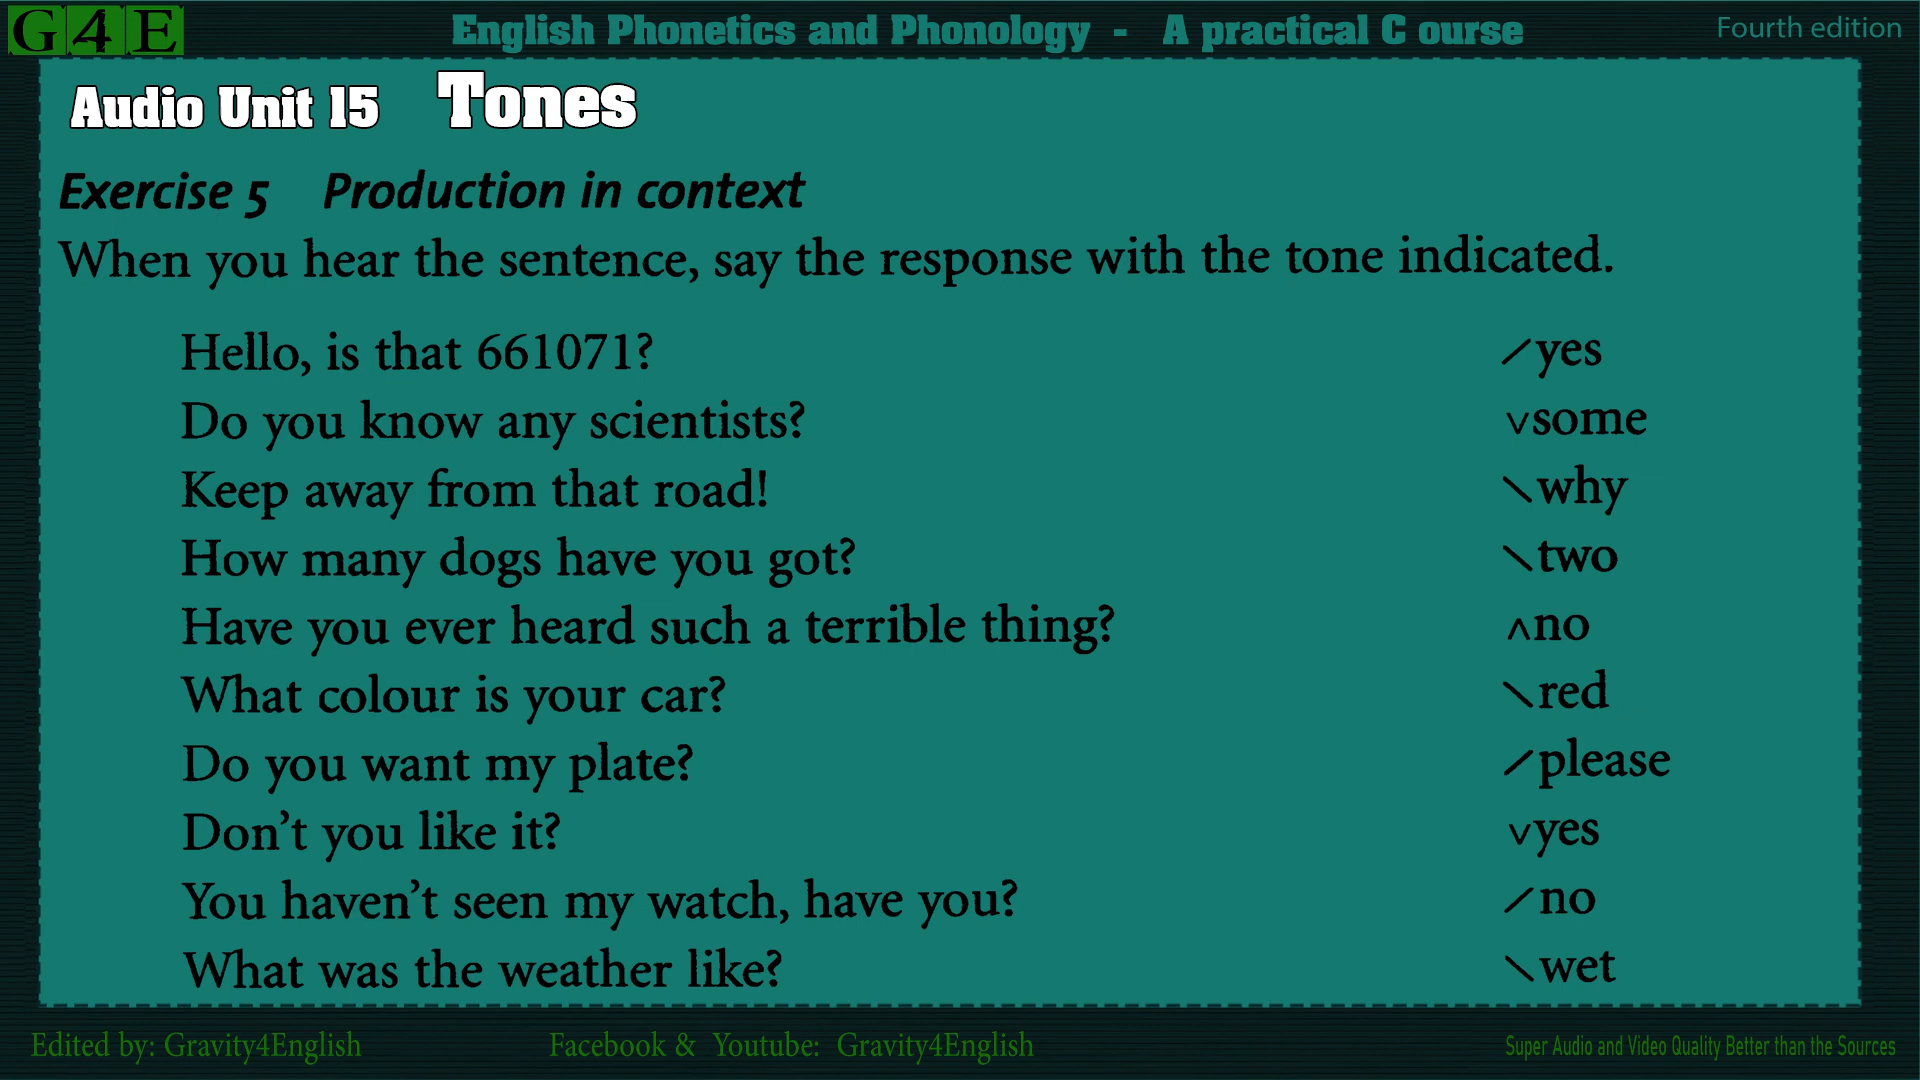 G4E English Phonetics and Phonology - A practical C ourse Fourth edition
Audio Unit 15 Tones
Exercise 5 Production in context
When you hear the sentence, say the response with the tone indicated.
Hello, is that 661071? ⟋yes
Do you know any scientists? ∨some
Keep away from that road! ⟍why
How many dogs have you got? ⟍two
Have you ever heard such a terrible thing? ∧no
What colour is your car? ⟍red
Do you want my plate? ⟋please
Don’t you like it? ∨yes
You haven’t seen my watch, have you? ⟋no
What was the weather like? ⟍wet
Edited by: Gravity4English Facebook & Youtube: Gravity4English Super Audio and Video Quality Better than the Sources